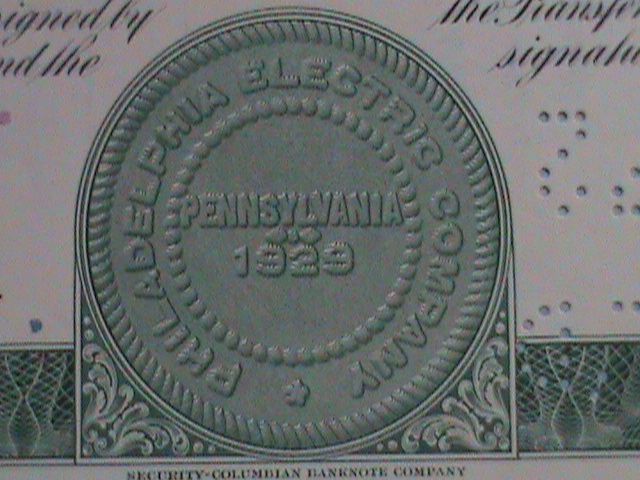 igned by
nd the
the Transfe
signatu
PHILADELPHIA ELECTRIC COMPANY
PENNSYLVANIA
1929
SECURITY-COLUMBIAN BANKNOTE COMPANY